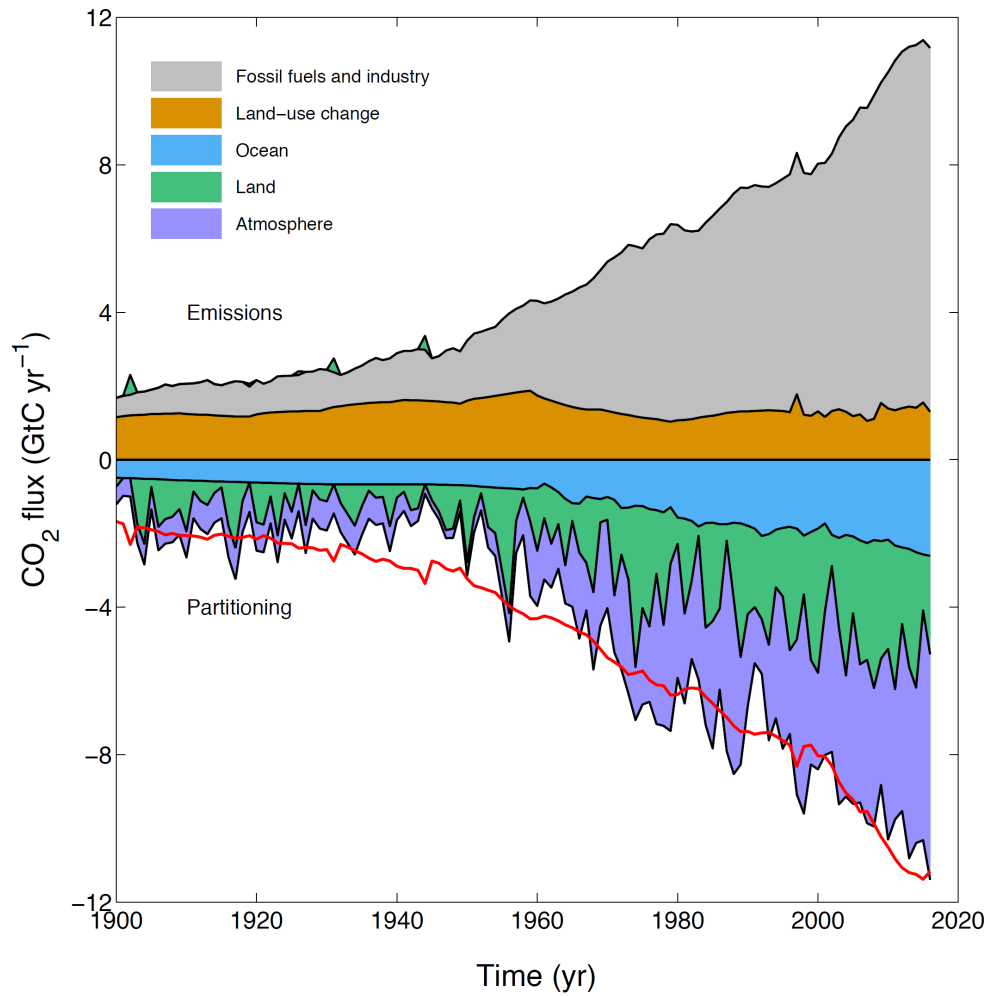 12
8
4
0
−4
−8
−12
CO2 flux (GtC yr−1)
Fossil fuels and industry
Land−use change
Ocean
Land
Atmosphere
Emissions
Partitioning
1900 1920 1940 1960 1980 2000 2020
Time (yr)